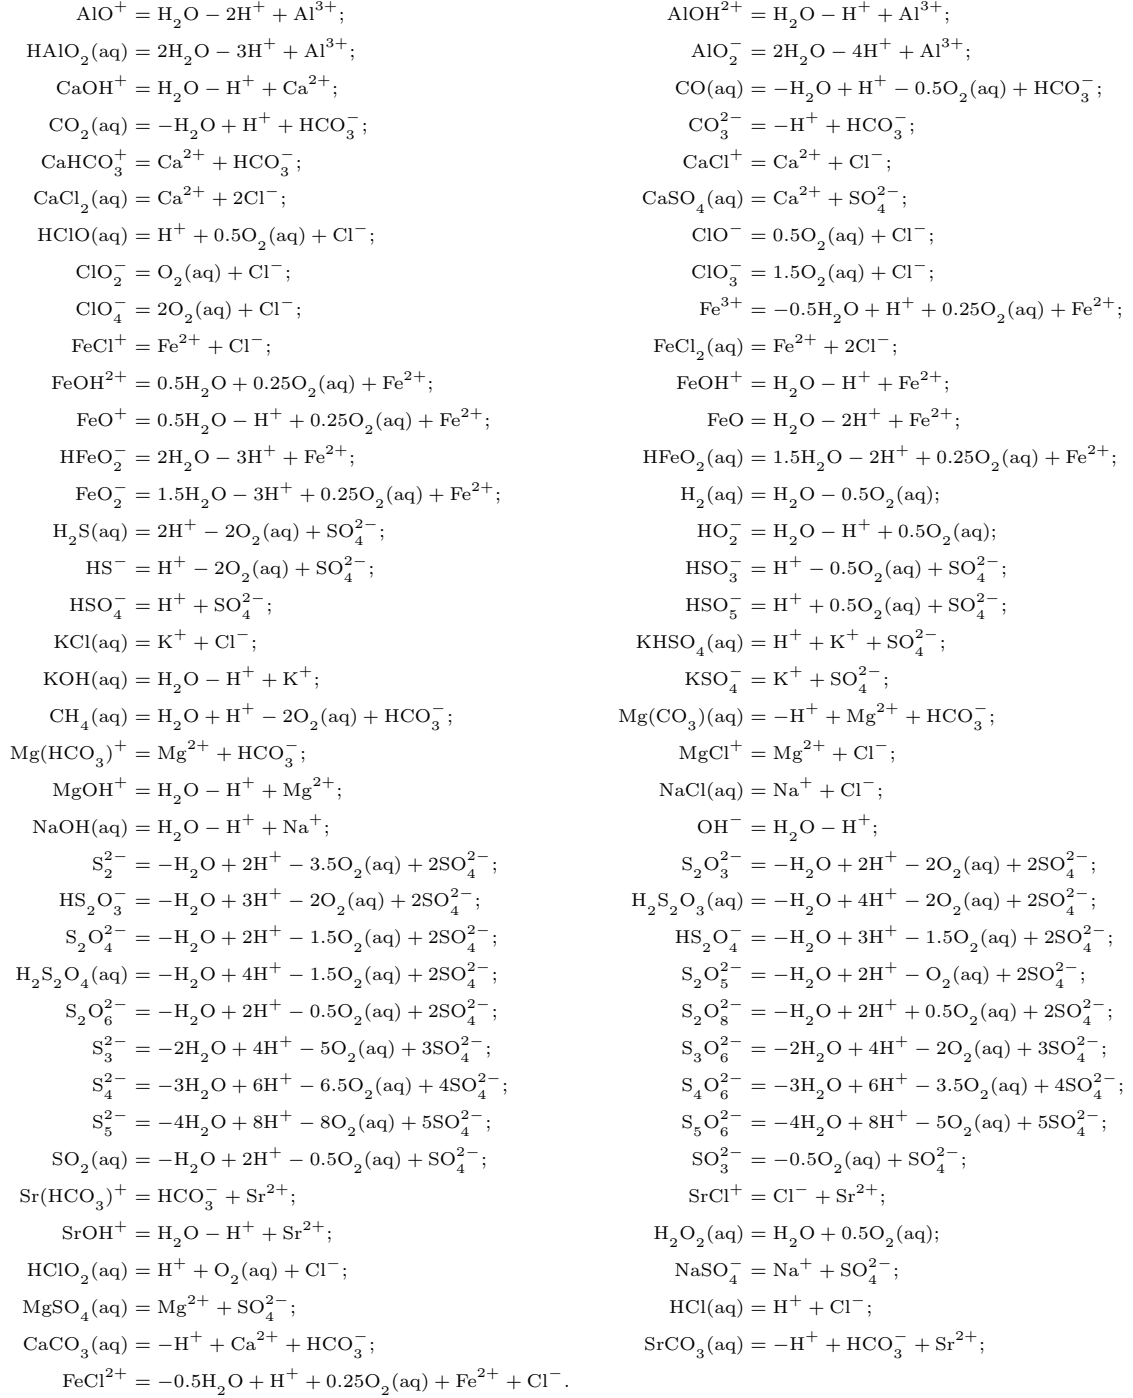 AlO⁺ = H₂O − 2H⁺ + Al³⁺; AlOH²⁺ = H₂O − H⁺ + Al³⁺;
HAlO₂(aq) = 2H₂O − 3H⁺ + Al³⁺; AlO₂⁻ = 2H₂O − 4H⁺ + Al³⁺;
CaOH⁺ = H₂O − H⁺ + Ca²⁺; CO(aq) = −H₂O + H⁺ − 0.5O₂(aq) + HCO₃⁻;
CO₂(aq) = −H₂O + H⁺ + HCO₃⁻; CO₃²⁻ = −H⁺ + HCO₃⁻;
CaHCO₃⁺ = Ca²⁺ + HCO₃⁻; CaCl⁺ = Ca²⁺ + Cl⁻;
CaCl₂(aq) = Ca²⁺ + 2Cl⁻; CaSO₄(aq) = Ca²⁺ + SO₄²⁻;
HClO(aq) = H⁺ + 0.5O₂(aq) + Cl⁻; ClO⁻ = 0.5O₂(aq) + Cl⁻;
ClO₂⁻ = O₂(aq) + Cl⁻; ClO₃⁻ = 1.5O₂(aq) + Cl⁻;
ClO₄⁻ = 2O₂(aq) + Cl⁻; Fe³⁺ = −0.5H₂O + H⁺ + 0.25O₂(aq) + Fe²⁺;
FeCl⁺ = Fe²⁺ + Cl⁻; FeCl₂(aq) = Fe²⁺ + 2Cl⁻;
FeOH²⁺ = 0.5H₂O + 0.25O₂(aq) + Fe²⁺; FeOH⁺ = H₂O − H⁺ + Fe²⁺;
FeO⁺ = 0.5H₂O − H⁺ + 0.25O₂(aq) + Fe²⁺; FeO = H₂O − 2H⁺ + Fe²⁺;
HFeO₂⁻ = 2H₂O − 3H⁺ + Fe²⁺; HFeO₂(aq) = 1.5H₂O − 2H⁺ + 0.25O₂(aq) + Fe²⁺;
FeO₂⁻ = 1.5H₂O − 3H⁺ + 0.25O₂(aq) + Fe²⁺; H₂(aq) = H₂O − 0.5O₂(aq);
H₂S(aq) = 2H⁺ − 2O₂(aq) + SO₄²⁻; HO₂⁻ = H₂O − H⁺ + 0.5O₂(aq);
HS⁻ = H⁺ − 2O₂(aq) + SO₄²⁻; HSO₃⁻ = H⁺ − 0.5O₂(aq) + SO₄²⁻;
HSO₄⁻ = H⁺ + SO₄²⁻; HSO₅⁻ = H⁺ + 0.5O₂(aq) + SO₄²⁻;
KCl(aq) = K⁺ + Cl⁻; KHSO₄(aq) = H⁺ + K⁺ + SO₄²⁻;
KOH(aq) = H₂O − H⁺ + K⁺; KSO₄⁻ = K⁺ + SO₄²⁻;
CH₄(aq) = H₂O + H⁺ − 2O₂(aq) + HCO₃⁻; Mg(CO₃)(aq) = −H⁺ + Mg²⁺ + HCO₃⁻;
Mg(HCO₃)⁺ = Mg²⁺ + HCO₃⁻; MgCl⁺ = Mg²⁺ + Cl⁻;
MgOH⁺ = H₂O − H⁺ + Mg²⁺; NaCl(aq) = Na⁺ + Cl⁻;
NaOH(aq) = H₂O − H⁺ + Na⁺; OH⁻ = H₂O − H⁺;
S₂²⁻ = −H₂O + 2H⁺ − 3.5O₂(aq) + 2SO₄²⁻; S₂O₃²⁻ = −H₂O + 2H⁺ − 2O₂(aq) + 2SO₄²⁻;
HS₂O₃⁻ = −H₂O + 3H⁺ − 2O₂(aq) + 2SO₄²⁻; H₂S₂O₃(aq) = −H₂O + 4H⁺ − 2O₂(aq) + 2SO₄²⁻;
S₂O₄²⁻ = −H₂O + 2H⁺ − 1.5O₂(aq) + 2SO₄²⁻; HS₂O₄⁻ = −H₂O + 3H⁺ − 1.5O₂(aq) + 2SO₄²⁻;
H₂S₂O₄(aq) = −H₂O + 4H⁺ − 1.5O₂(aq) + 2SO₄²⁻; S₂O₅²⁻ = −H₂O + 2H⁺ − O₂(aq) + 2SO₄²⁻;
S₂O₆²⁻ = −H₂O + 2H⁺ − 0.5O₂(aq) + 2SO₄²⁻; S₂O₈²⁻ = −H₂O + 2H⁺ + 0.5O₂(aq) + 2SO₄²⁻;
S₃²⁻ = −2H₂O + 4H⁺ − 5O₂(aq) + 3SO₄²⁻; S₃O₆²⁻ = −2H₂O + 4H⁺ − 2O₂(aq) + 3SO₄²⁻;
S₄²⁻ = −3H₂O + 6H⁺ − 6.5O₂(aq) + 4SO₄²⁻; S₄O₆²⁻ = −3H₂O + 6H⁺ − 3.5O₂(aq) + 4SO₄²⁻;
S₅²⁻ = −4H₂O + 8H⁺ − 8O₂(aq) + 5SO₄²⁻; S₅O₆²⁻ = −4H₂O + 8H⁺ − 5O₂(aq) + 5SO₄²⁻;
SO₂(aq) = −H₂O + 2H⁺ − 0.5O₂(aq) + SO₄²⁻; SO₃²⁻ = −0.5O₂(aq) + SO₄²⁻;
Sr(HCO₃)⁺ = HCO₃⁻ + Sr²⁺; SrCl⁺ = Cl⁻ + Sr²⁺;
SrOH⁺ = H₂O − H⁺ + Sr²⁺; H₂O₂(aq) = H₂O + 0.5O₂(aq);
HClO₂(aq) = H⁺ + O₂(aq) + Cl⁻; NaSO₄⁻ = Na⁺ + SO₄²⁻;
MgSO₄(aq) = Mg²⁺ + SO₄²⁻; HCl(aq) = H⁺ + Cl⁻;
CaCO₃(aq) = −H⁺ + Ca²⁺ + HCO₃⁻; SrCO₃(aq) = −H⁺ + HCO₃⁻ + Sr²⁺;
FeCl²⁺ = −0.5H₂O + H⁺ + 0.25O₂(aq) + Fe²⁺ + Cl⁻.